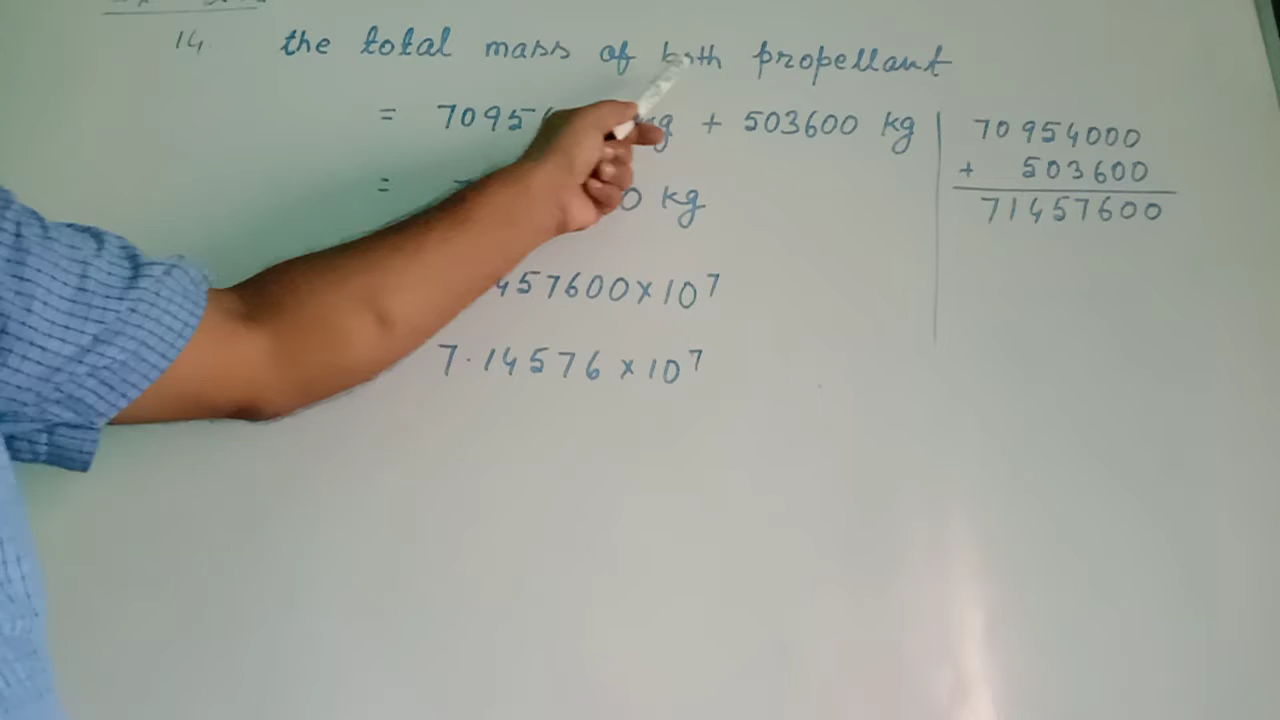 14. the total mass of both propellant
= 7095 kg + 503600 kg
= 0 kg
457600 × 10⁷
7.14576 × 10⁷
70954000
+ 503600
71457600